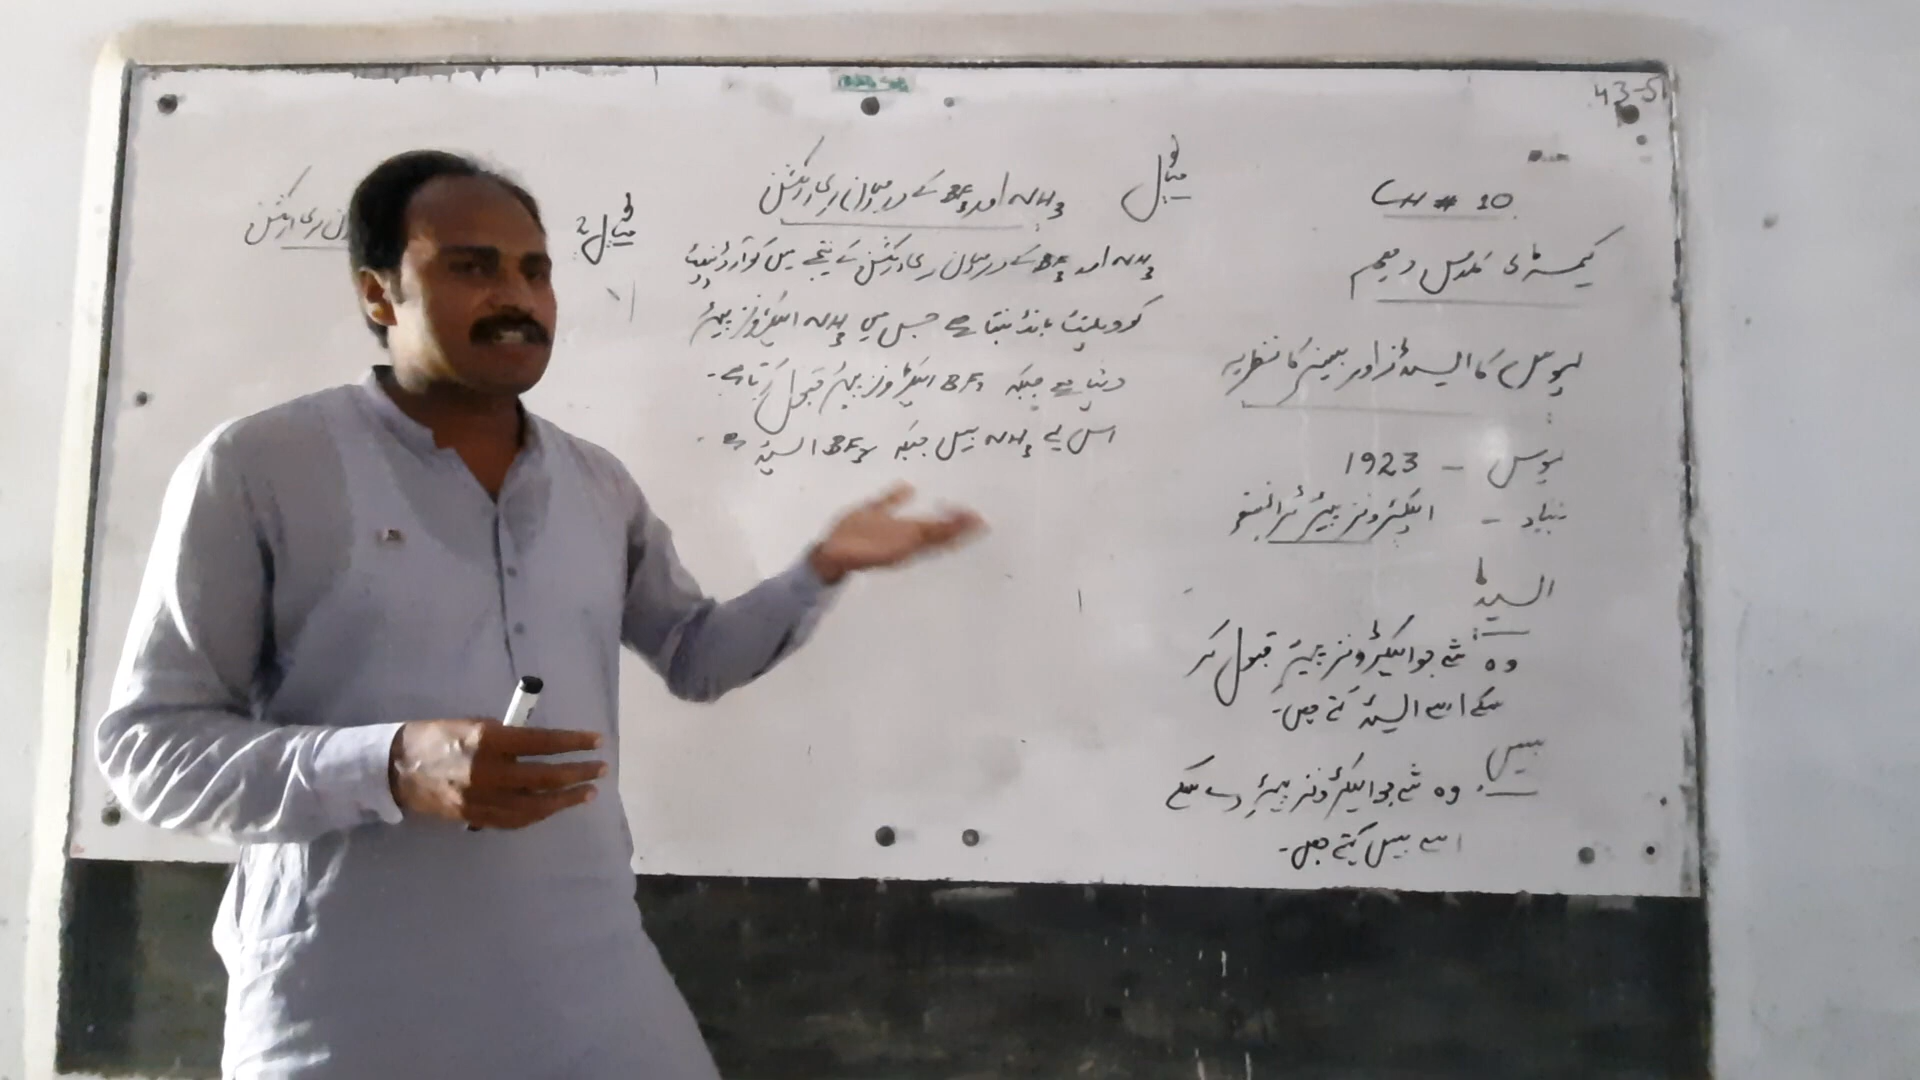 43-5
CH # 10
کیمسٹری کلاس دہم
لیوس کا ایسڈز اور بیسز کا نظریہ
لیوس - 1923
بنیاد - الیکٹرونز پیئر ٹرانسفر
ایسڈ:
وہ شے جو الیکٹرونز پیئر قبول کر
سکے اسے ایسڈ کہتے ہیں۔
بیس:
وہ شے جو الیکٹرونز پیئر دے سکے
اسے بیس کہتے ہیں۔
مثال
NH3 اور BF3 کے درمیان ری ایکشن
NH3 اور BF3 کے درمیان ری ایکشن کے نتیجے میں کوآرڈینیٹ
کوویلنٹ بانڈ بنتا ہے جس میں NH3 الیکٹرونز پیئر
دیتا ہے جبکہ BF3 الیکٹرونز پیئر قبول کرتا ہے۔
اس لیے NH3 بیس جبکہ BF3 ایسڈ ہے۔
مثال 2
ری ایکشن